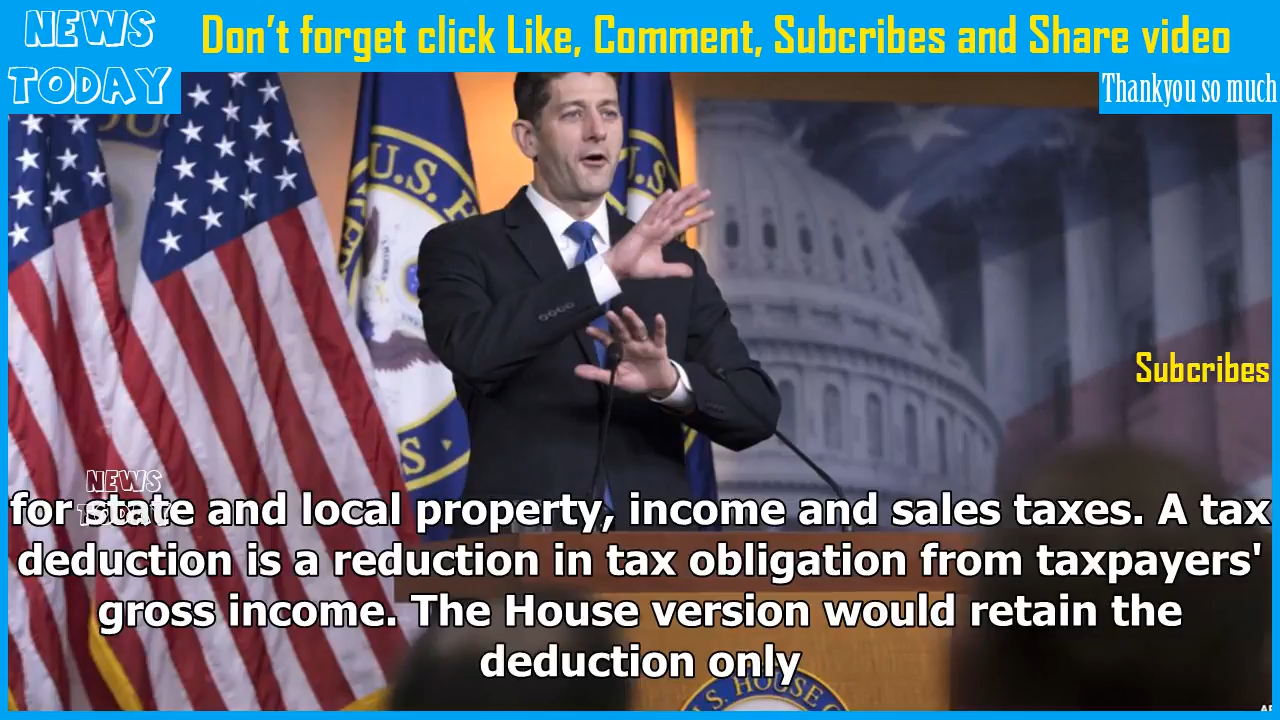 NEWS
TODAY
Don't forget click Like, Comment, Subcribes and Share video
Thankyou so much
U.S. H
U.S.
Subcribes
NEWS
TODAY
for state and local property, income and sales taxes. A tax
deduction is a reduction in tax obligation from taxpayers'
gross income. The House version would retain the
deduction only
S.
U.S. HOUSE O